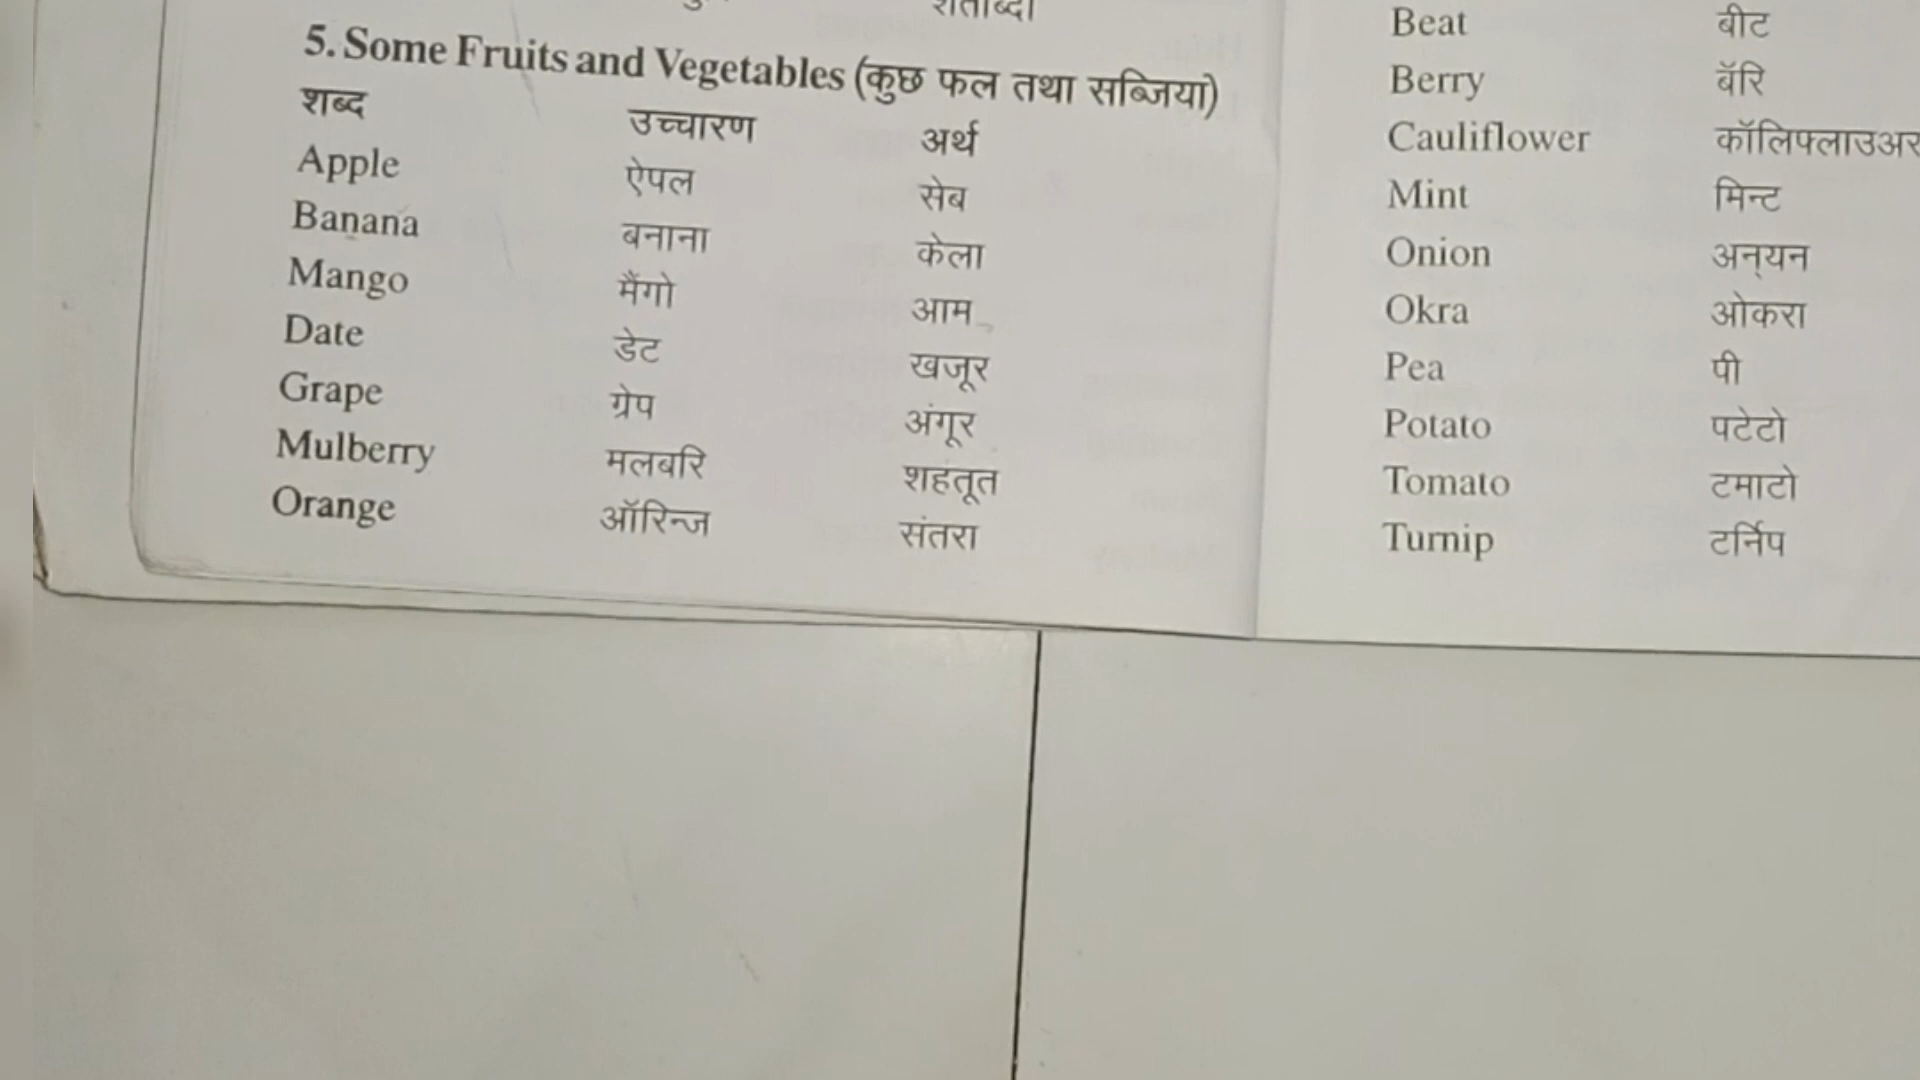 शताब्दी
5. Some Fruits and Vegetables (कुछ फल तथा सब्जिया)
शब्द उच्चारण अर्थ
Apple ऐपल सेब
Banana बनाना केला
Mango मैंगो आम
Date डेट खजूर
Grape ग्रेप अंगूर
Mulberry मलबरि शहतूत
Orange ऑरिन्ज संतरा
Beat बीट
Berry बॅरि
Cauliflower कॉलिफ्लाउअर
Mint मिन्ट
Onion अन्‌यन
Okra ओकरा
Pea पी
Potato पटेटो
Tomato टमाटो
Turnip टर्निप